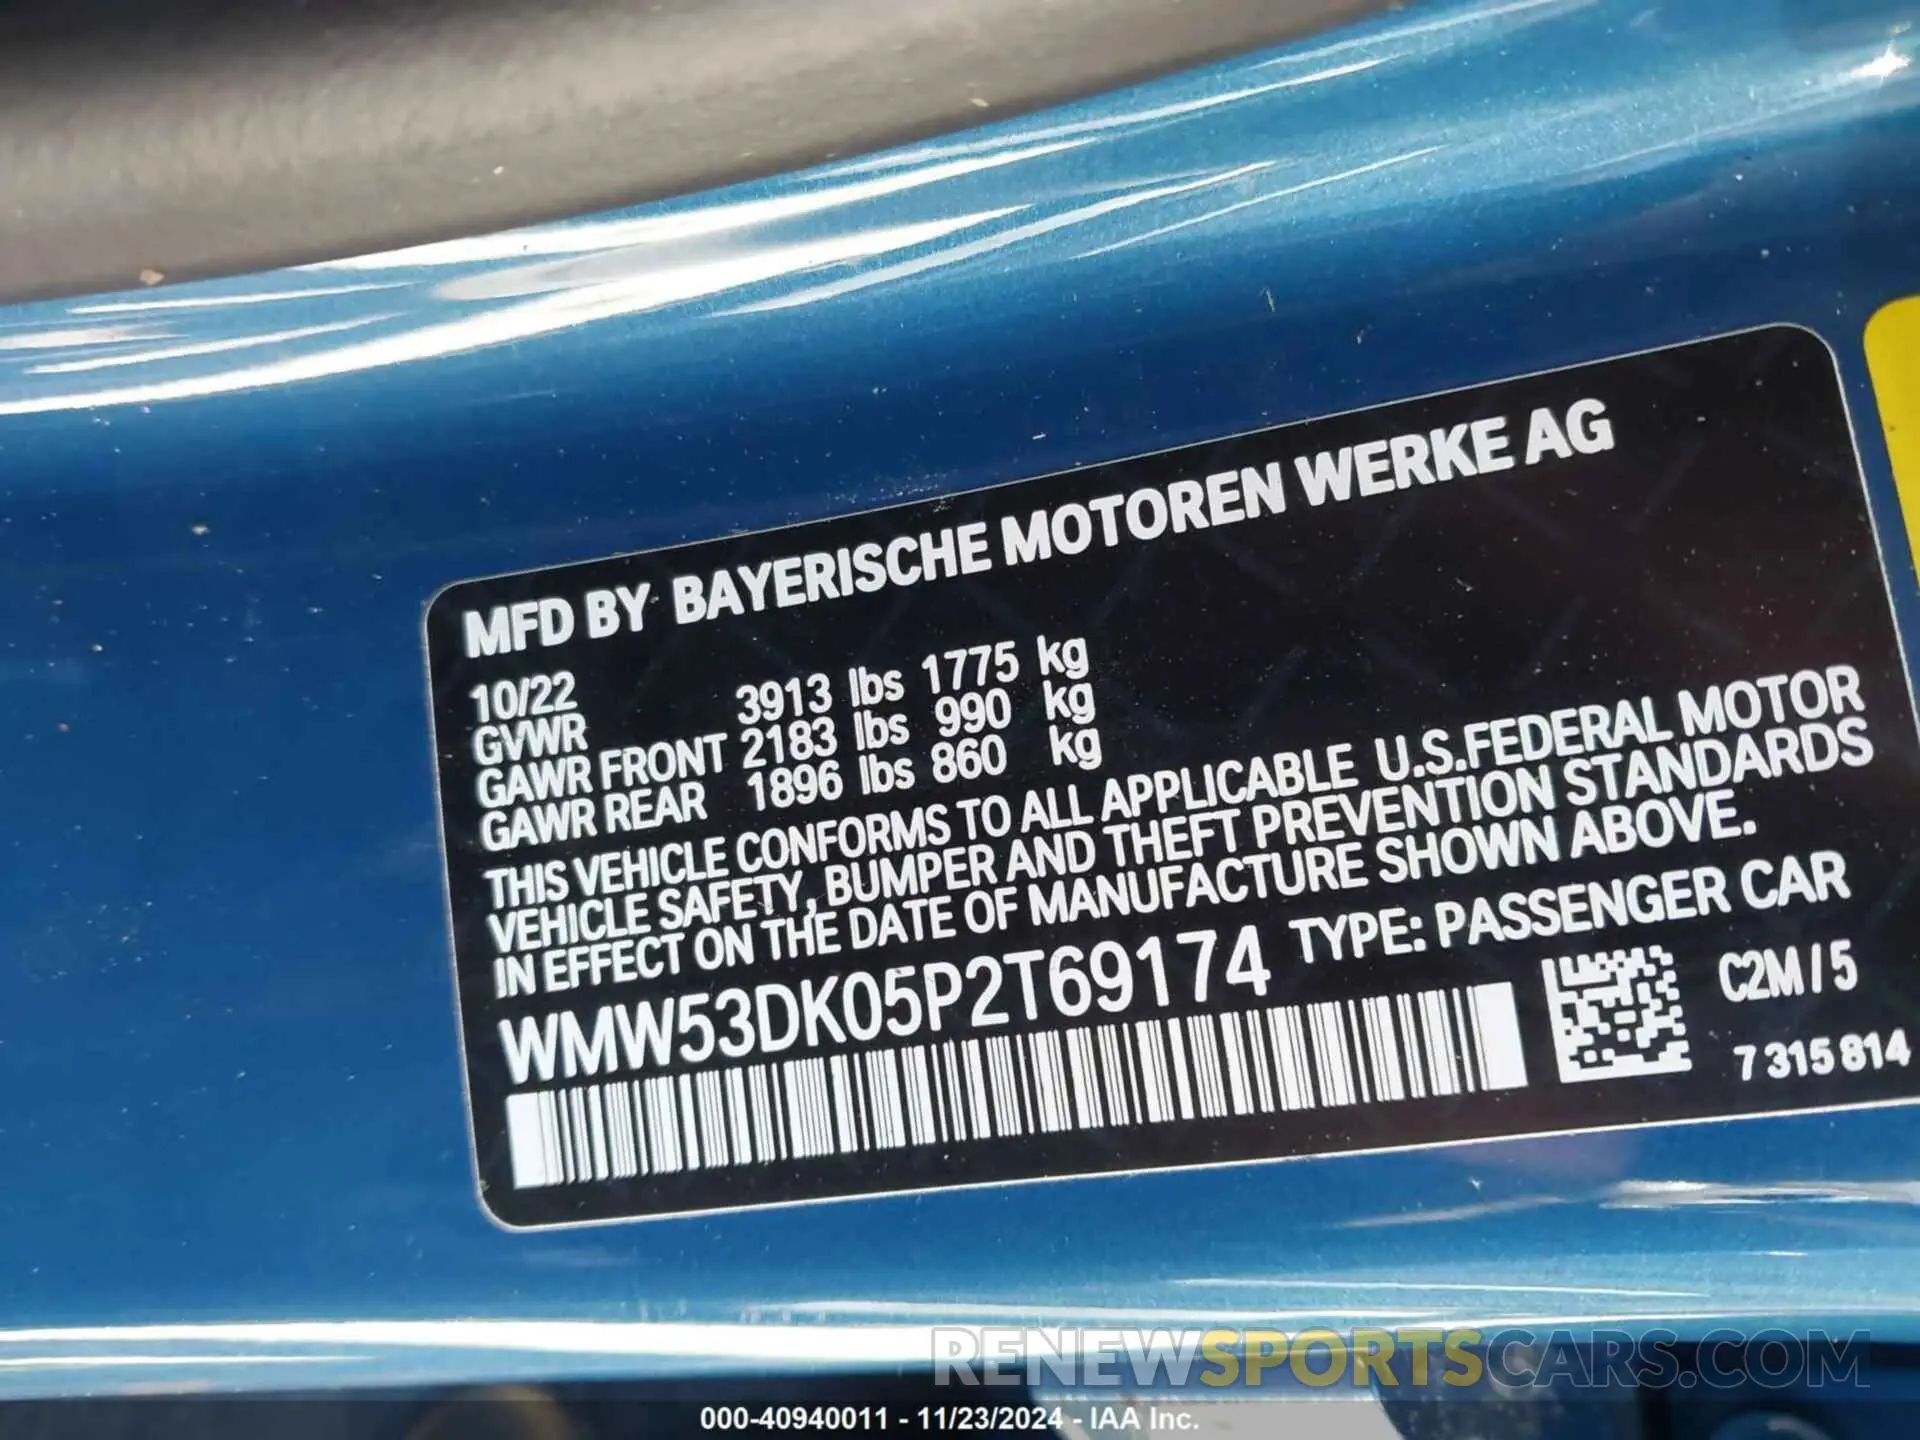 MFD BY BAYERISCHE MOTOREN WERKE AG
10/22
GVWR 3913 lbs 1775 kg
GAWR FRONT 2183 lbs 990 kg
GAWR REAR 1896 lbs 860 kg
THIS VEHICLE CONFORMS TO ALL APPLICABLE U.S.FEDERAL MOTOR
VEHICLE SAFETY, BUMPER AND THEFT PREVENTION STANDARDS
IN EFFECT ON THE DATE OF MANUFACTURE SHOWN ABOVE.
WMW53DK05P2T69174 TYPE: PASSENGER CAR
C2M/5
7 315 814
RENEWSPORTSCARS.COM
000-40940011 - 11/23/2024 - IAA Inc.